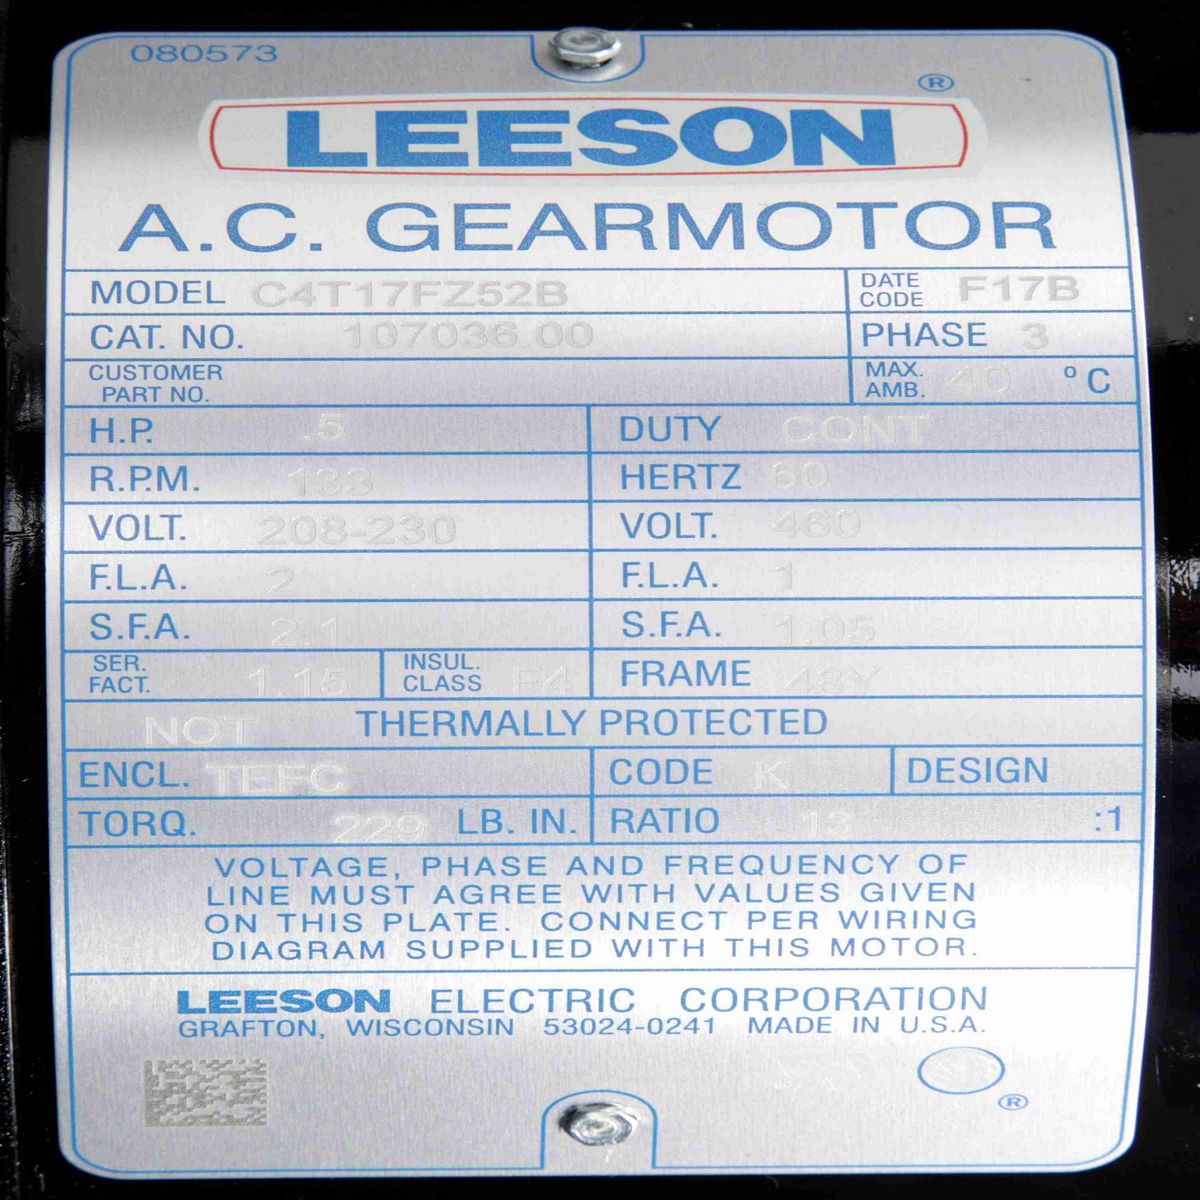 080573
LEESON ®
A.C. GEARMOTOR
MODEL C4T17FZ52B DATE CODE F17B
CAT. NO. 107036.00 PHASE 3
CUSTOMER PART NO. MAX. AMB. 40 °C
H.P. .5 DUTY CONT
R.P.M. 133 HERTZ 60
VOLT. 208-230 VOLT. 460
F.L.A. 2 F.L.A. 1
S.F.A. 2.1 S.F.A. 1.05
SER. FACT. 1.15 INSUL. CLASS F4 FRAME 48Y
NOT THERMALLY PROTECTED
ENCL. TEFC CODE K DESIGN
TORQ. 229 LB. IN. RATIO 13 :1
VOLTAGE, PHASE AND FREQUENCY OF
LINE MUST AGREE WITH VALUES GIVEN
ON THIS PLATE. CONNECT PER WIRING
DIAGRAM SUPPLIED WITH THIS MOTOR.
LEESON ELECTRIC CORPORATION
GRAFTON, WISCONSIN 53024-0241 MADE IN U.S.A.
®